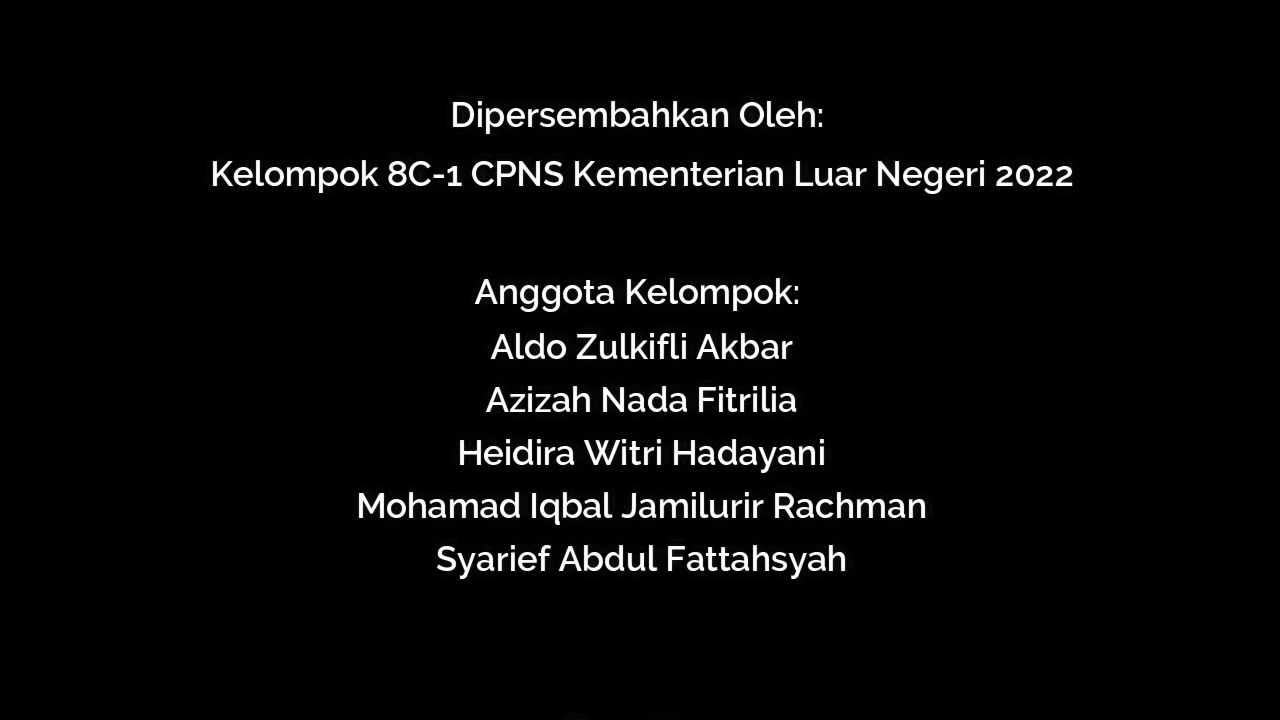 Dipersembahkan Oleh:
Kelompok 8C-1 CPNS Kementerian Luar Negeri 2022
Anggota Kelompok:
Aldo Zulkifli Akbar
Azizah Nada Fitrilia
Heidira Witri Hadayani
Mohamad Iqbal Jamilurir Rachman
Syarief Abdul Fattahsyah